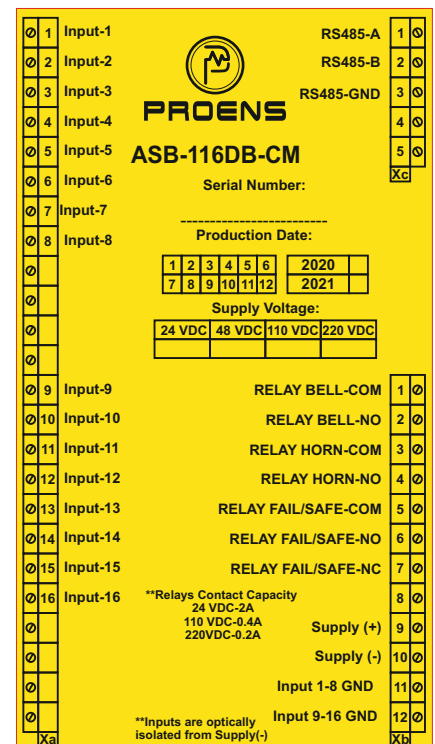 1 Input-1 RS485-A 1
2 Input-2 RS485-B 2
3 Input-3 RS485-GND 3
4 Input-4 PROENS 4
5 Input-5 ASB-116DB-CM 5
6 Input-6 Serial Number: Xc
7 Input-7
--------------------------
8 Input-8 Production Date:
1 2 3 4 5 6 2020
7 8 9 10 11 12 2021
Supply Voltage:
24 VDC 48 VDC 110 VDC 220 VDC
9 Input-9 RELAY BELL-COM 1
10 Input-10 RELAY BELL-NO 2
11 Input-11 RELAY HORN-COM 3
12 Input-12 RELAY HORN-NO 4
13 Input-13 RELAY FAIL/SAFE-COM 5
14 Input-14 RELAY FAIL/SAFE-NO 6
15 Input-15 RELAY FAIL/SAFE-NC 7
16 Input-16 **Relays Contact Capacity 8
24 VDC-2A
110 VDC-0.4A
220VDC-0.2A
Supply (+) 9
Supply (-) 10
Input 1-8 GND 11
Input 9-16 GND 12
**Inputs are optically
isolated from Supply(-)
Xa Xb